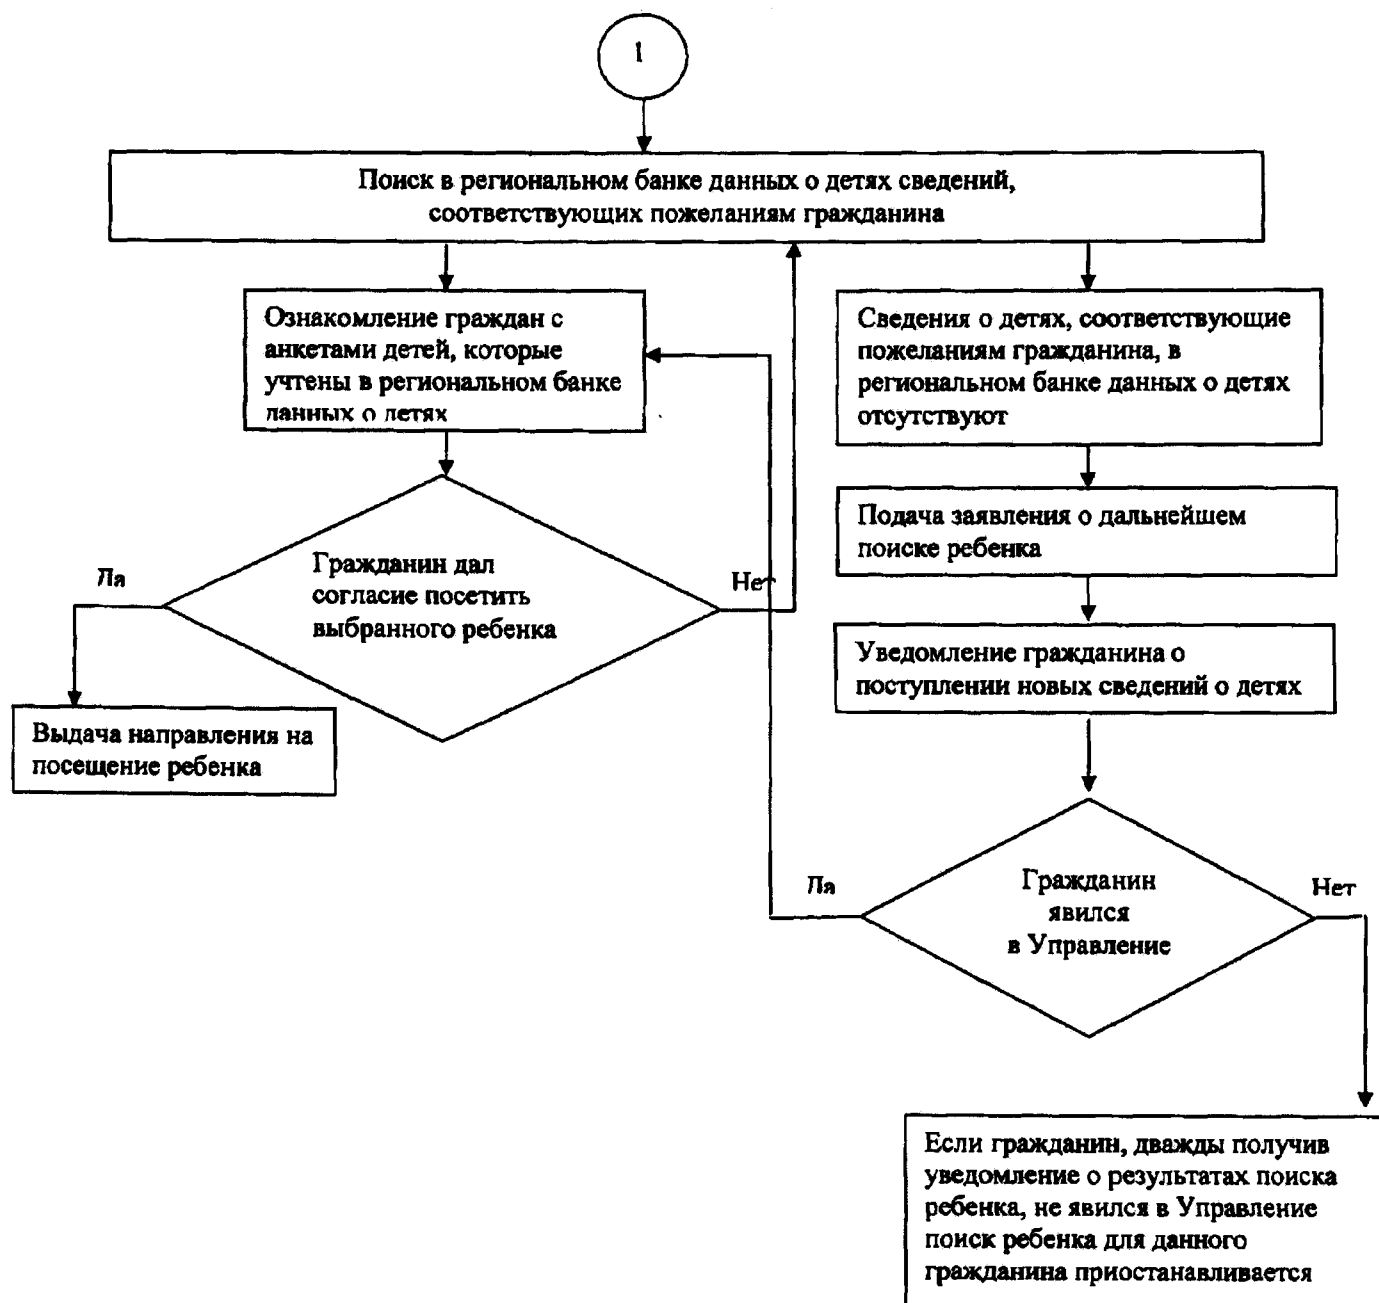 1
Поиск в региональном банке данных о детях сведений,
соответствующих пожеланиям гражданина
Ознакомление граждан с
анкетами детей, которые
учтены в региональном банке
данных о детях
Сведения о детях, соответствующие
пожеланиям гражданина, в
региональном банке данных о детях
отсутствуют
Подача заявления о дальнейшем
поиске ребенка
Да
Гражданин дал
согласие посетить
выбранного ребенка
Нет
Уведомление гражданина о
поступлении новых сведений о детях
Выдача направления на
посещение ребенка
Да
Гражданин
явился
в Управление
Нет
Если гражданин, дважды получив
уведомление о результатах поиска
ребенка, не явился в Управление
поиск ребенка для данного
гражданина приостанавливается